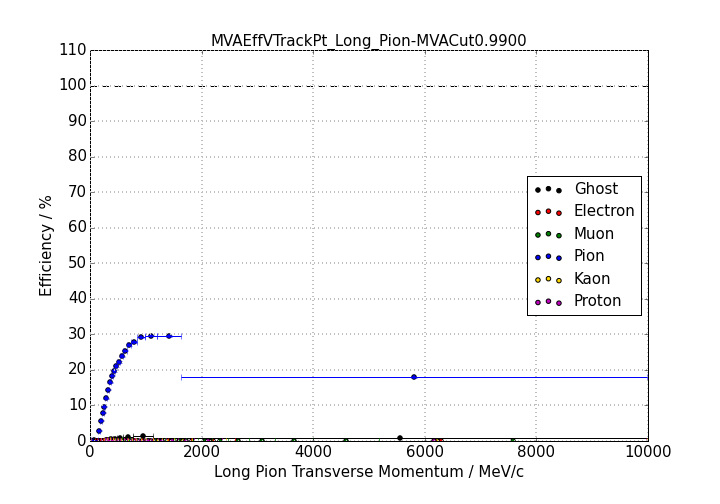 MVAEffVTrackPt_Long_Pion-MVACut0.9900
110
100
90
80
70
60
50
40
30
20
10
0
Efficiency / %
Ghost
Electron
Muon
Pion
Kaon
Proton
0 2000 4000 6000 8000 10000
Long Pion Transverse Momentum / MeV/c